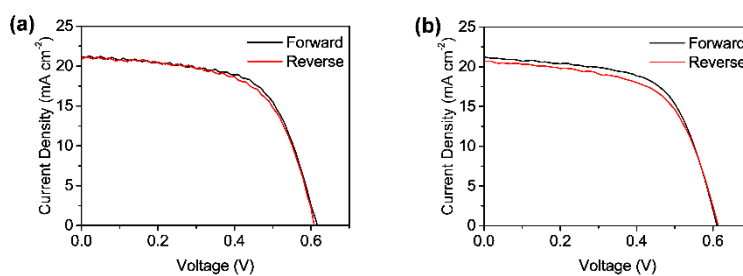 (a)
Forward
Reverse
Current Density (mA cm⁻²)
25
20
15
10
5
0
0.0 0.2 0.4 0.6
Voltage (V)
(b)
Forward
Reverse
Current Density (mA cm⁻²)
25
20
15
10
5
0
0.0 0.2 0.4 0.6
Voltage (V)